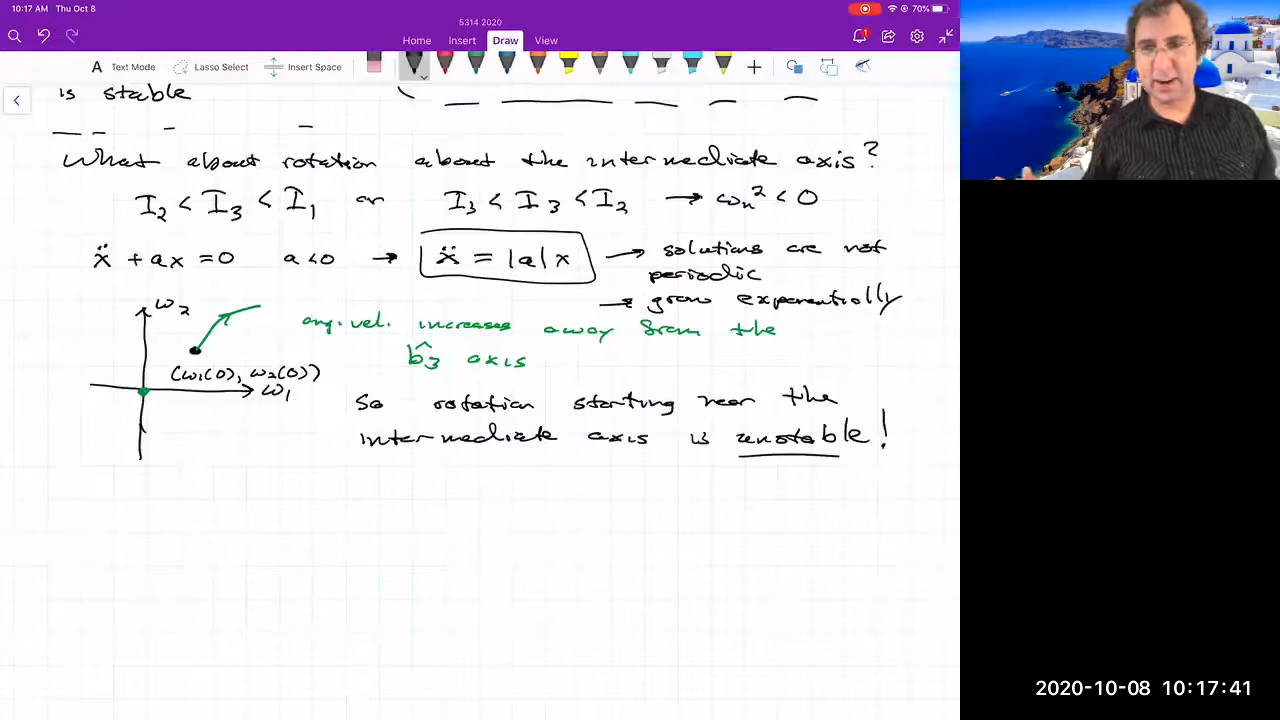 10:17 AM Thu Oct 8
70%
5314 2020
Home Insert Draw View
1
A Text Mode Lasso Select Insert Space
is stable
What about rotation about the intermediate axis?
I₂ < I₃ < I₁ or I₃ < I₃ < I₂ → ωₙ² < 0
ẍ + ax = 0 a<0 → ẍ = |a|x → solutions are not periodic
→ grow exponentially
ω₂
ang. vel. increases away from the
b̂₃ axis
(ω₁(0), ω₂(0))
ω₁
So rotation starting near the
intermediate axis is unstable!
2020-10-08 10:17:41